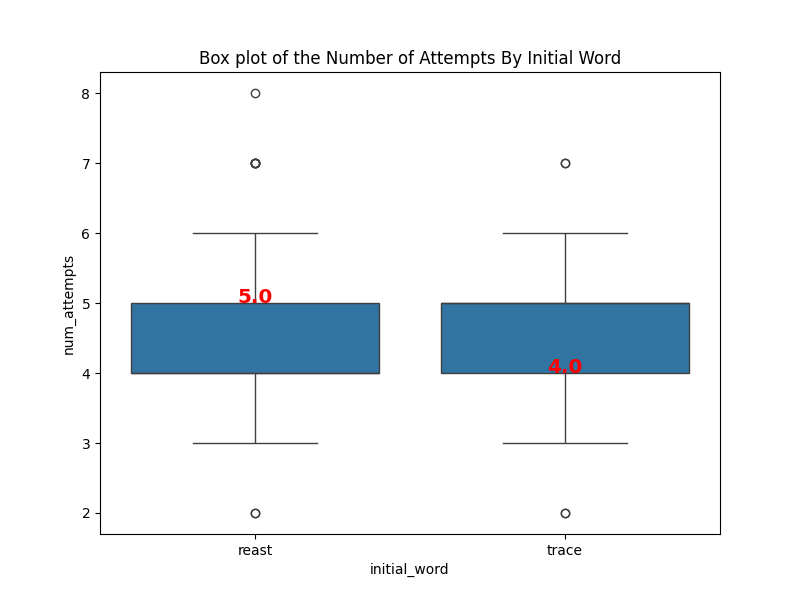 Box plot of the Number of Attempts By Initial Word
num_attempts
8
7
6
5
4
3
2
5.0
4.0
reast
trace
initial_word